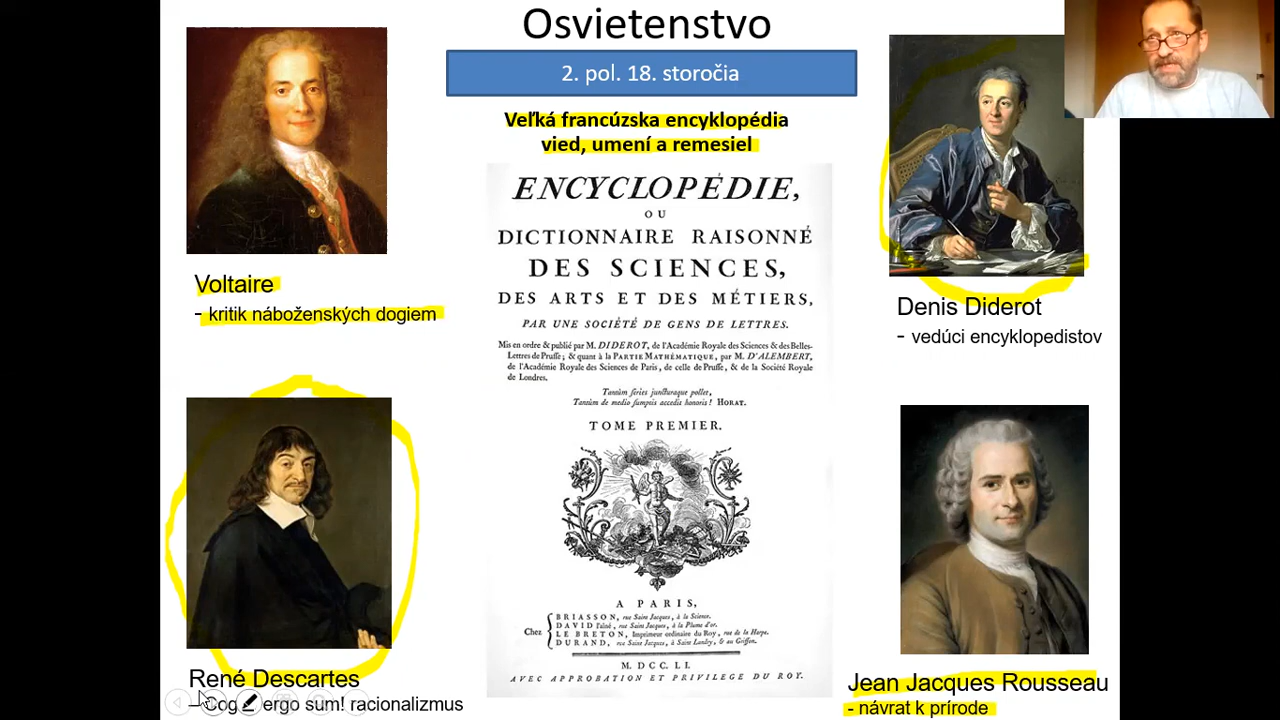 Osvietenstvo
2. pol. 18. storočia
Veľká francúzska encyklopédia
vied, umení a remesiel
Voltaire
- kritik náboženských dogiem
René Descartes
ergo sum! racionalizmus
ENCYCLOPÉDIE,
OU
DICTIONNAIRE RAISONNÉ
DES SCIENCES,
DES ARTS ET DES MÉTIERS,
PAR UNE SOCIÉTÉ DE GENS DE LETTRES.
Mis en ordre & publié par M. DIDEROT, de l'Académie Royale des Sciences & des Belles-
Lettres de Prusse; & quant à la PARTIE MATHÉMATIQUE, par M. D'ALEMBERT,
de l'Académie Royale des Sciences de Paris, de celle de Prusse, & de la Société Royale
de Londres.
Tantùm series juncturaque pollet,
Tantùm de medio sumptis accedit honoris! HORAT.
TOME PREMIER.
A PARIS,
Chez
BRIASSON, rue Saint Jacques, à la Science.
DAVID l'aîné, rue Saint Jacques, à la Plume d'or.
LE BRETON, Imprimeur ordinaire du Roy, rue de la Harpe.
DURAND, rue Saint Jacques, à Saint Landry, & au Griffon.
M. DCC. LI.
AVEC APPROBATION ET PRIVILEGE DU ROY.
Denis Diderot
- vedúci encyklopedistov
Jean Jacques Rousseau
- návrat k prírode